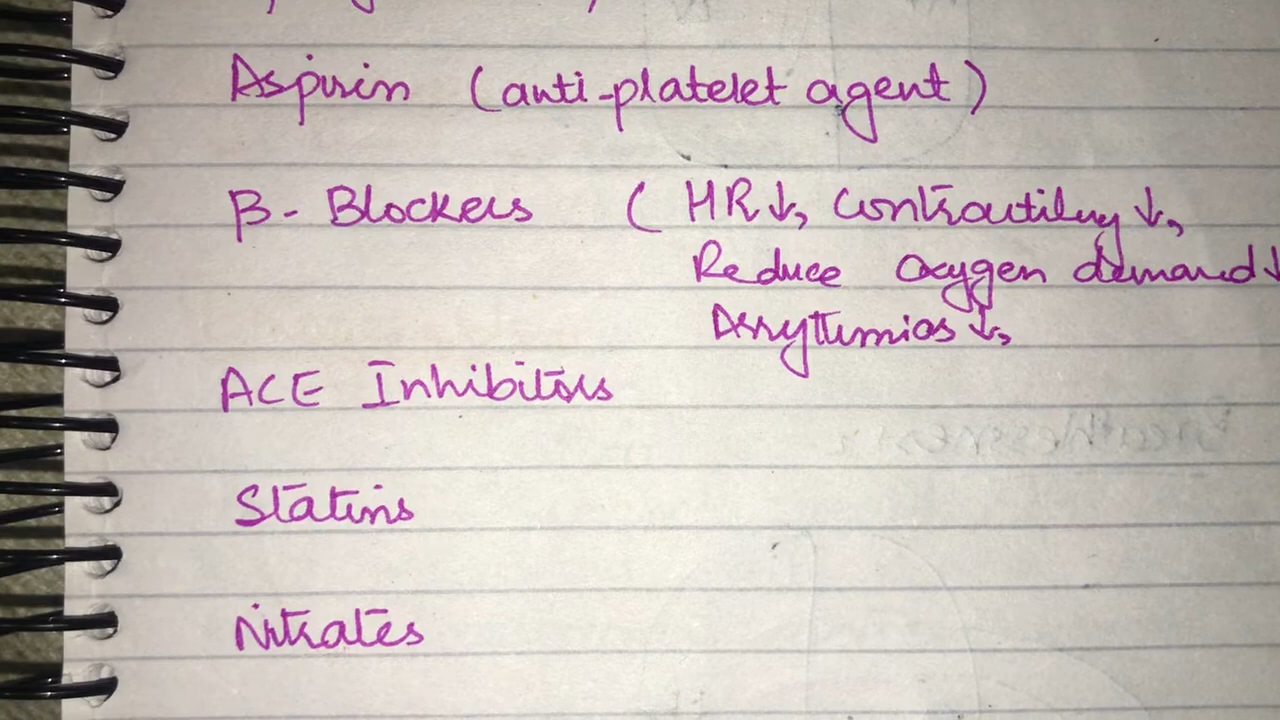 Aspirin (anti-platelet agent)
β- Blockers ( HR↓, Contractility ↓,
Reduce Oxygen demand↓
Arrythmias ↓,
ACE Inhibitors
Statins
Nitrates